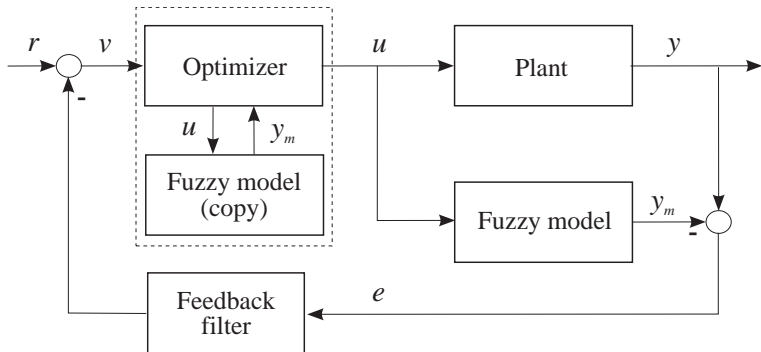 r
v
Optimizer
u
Plant
y
-
u
y_m
Fuzzy model
(copy)
Fuzzy model
y_m
-
Feedback
filter
e